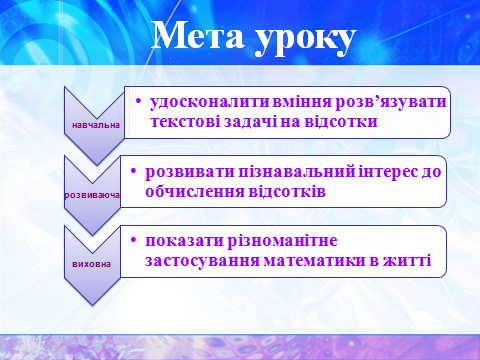 Мета уроку
навчальна
• удосконалити вміння розв’язувати
текстові задачі на відсотки
розвиваюча
• розвивати пізнавальний інтерес до
обчислення відсотків
виховна
• показати різноманітне
застосування математики в житті